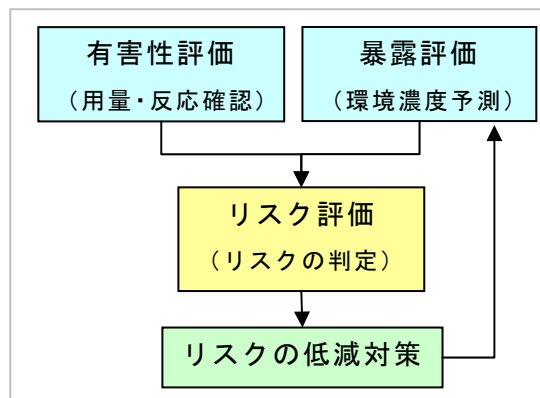 有害性評価
（用量・反応確認）
暴露評価
（環境濃度予測）
リスク評価
（リスクの判定）
リスクの低減対策